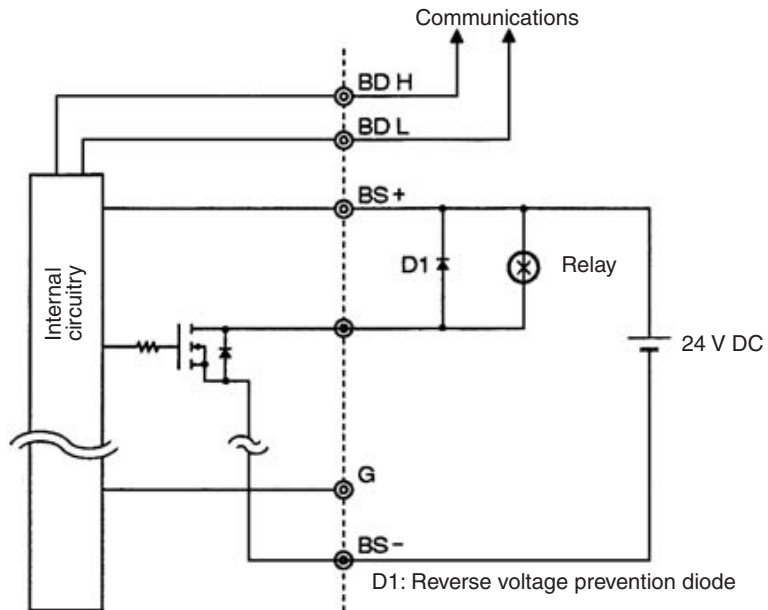 Communications
BD H
BD L
BS+
D1
Relay
Internal
circuitry
24 V DC
G
BS-
D1: Reverse voltage prevention diode